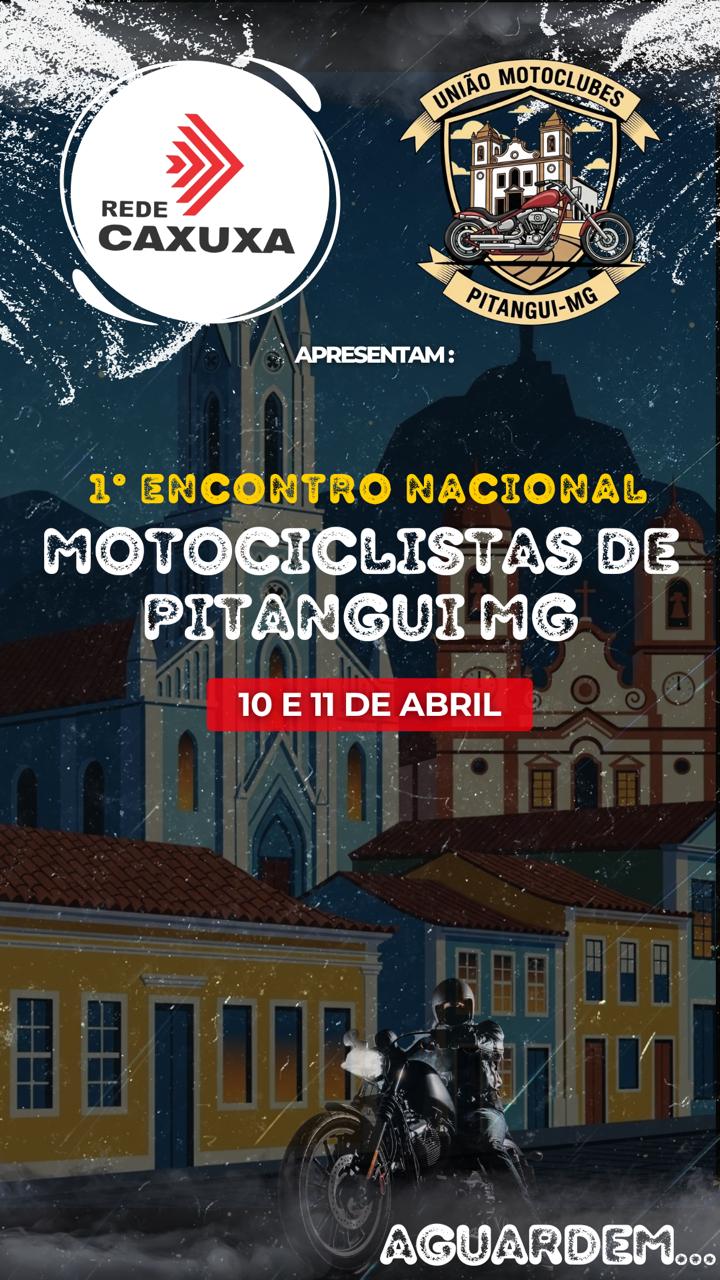 REDE
CAXUXA
UNIÃO MOTOCLUBES
PITANGUI-MG
APRESENTAM:
1° ENCONTRO NACIONAL
MOTOCICLISTAS DE
PITANGUI MG
10 E 11 DE ABRIL
AGUARDEM...